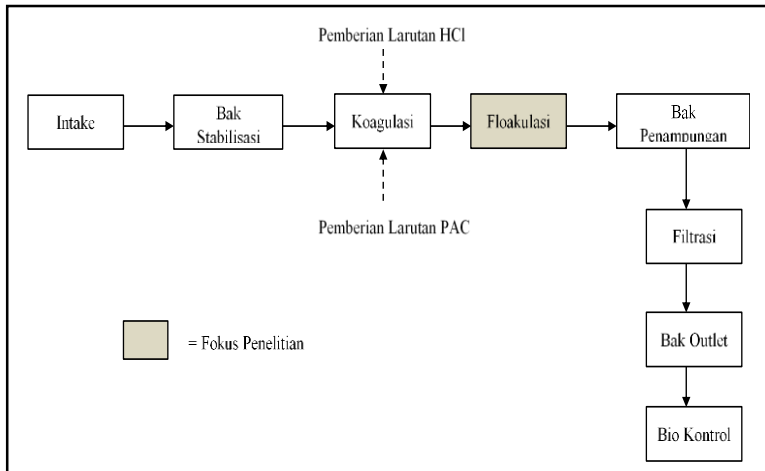 Pemberian Larutan HCl
Intake
Bak
Stabilisasi
Koagulasi
Floakulasi
Bak
Penampungan
Pemberian Larutan PAC
Filtrasi
= Fokus Penelitian
Bak Outlet
Bio Kontrol